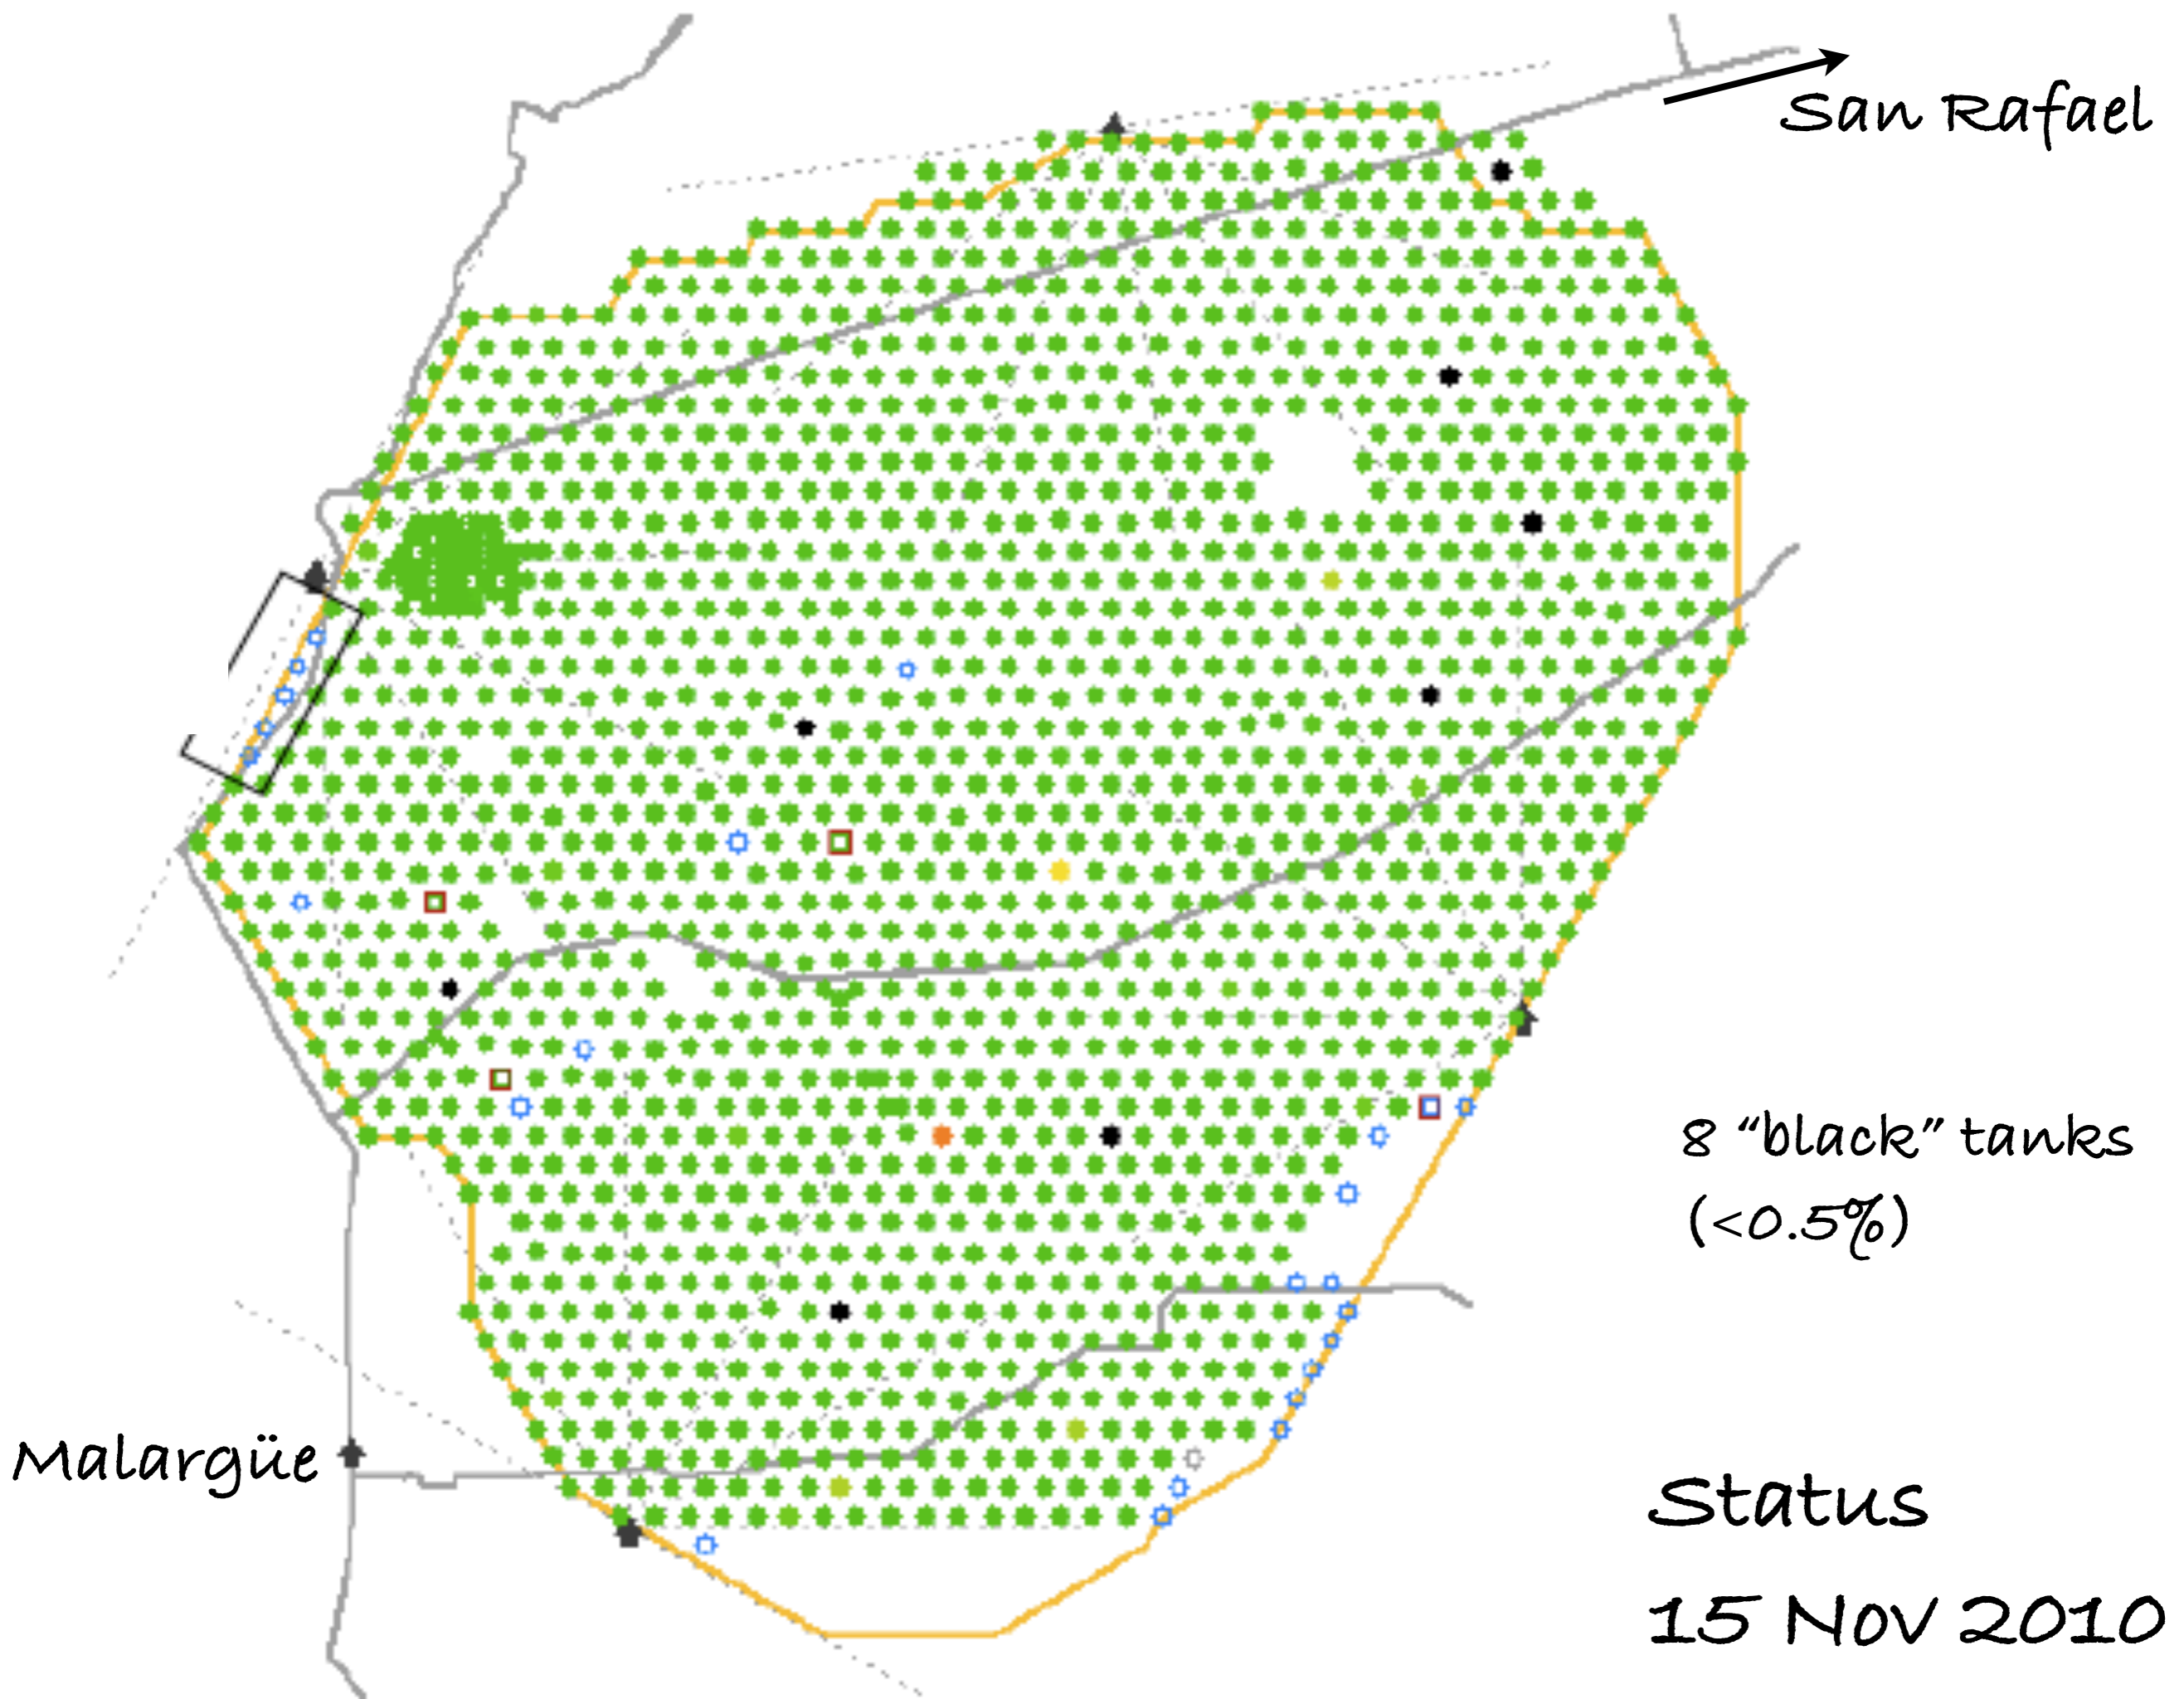 San Rafael
8 “black” tanks
(<0.5%)
Malargüe
Status
15 Nov 2010